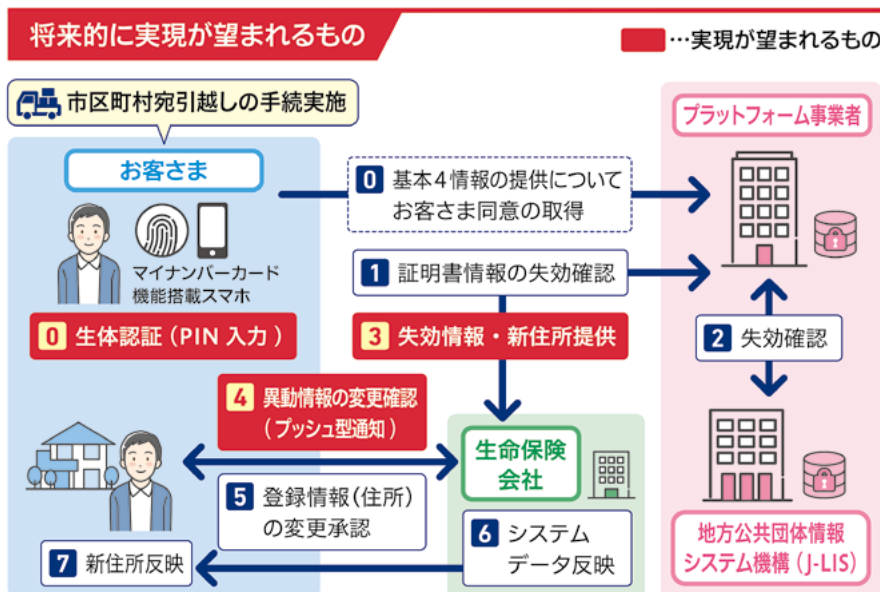 将来的に実現が望まれるもの
…実現が望まれるもの
市区町村宛引越しの手続実施
お客さま
プラットフォーム事業者
0 基本4情報の提供について
お客さま同意の取得
マイナンバーカード
機能搭載スマホ
1 証明書情報の失効確認
0 生体認証(PIN 入力)
3 失効情報・新住所提供
2 失効確認
4 異動情報の変更確認
(プッシュ型通知)
生命保険
会社
5 登録情報(住所)
の変更承認
6 システム
データ反映
7 新住所反映
地方公共団体情報
システム機構(J-LIS)